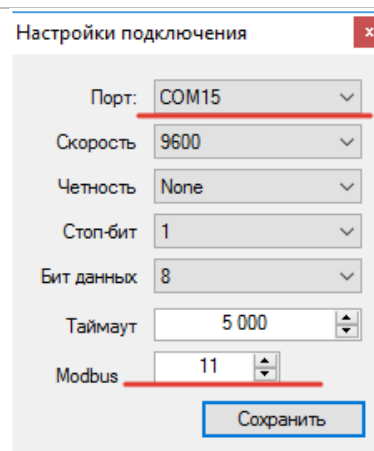 Настройки подключения x
Порт: COM15
Скорость 9600
Четность None
Стоп-бит 1
Бит данных 8
Таймаут 5 000
Modbus 11
Сохранить